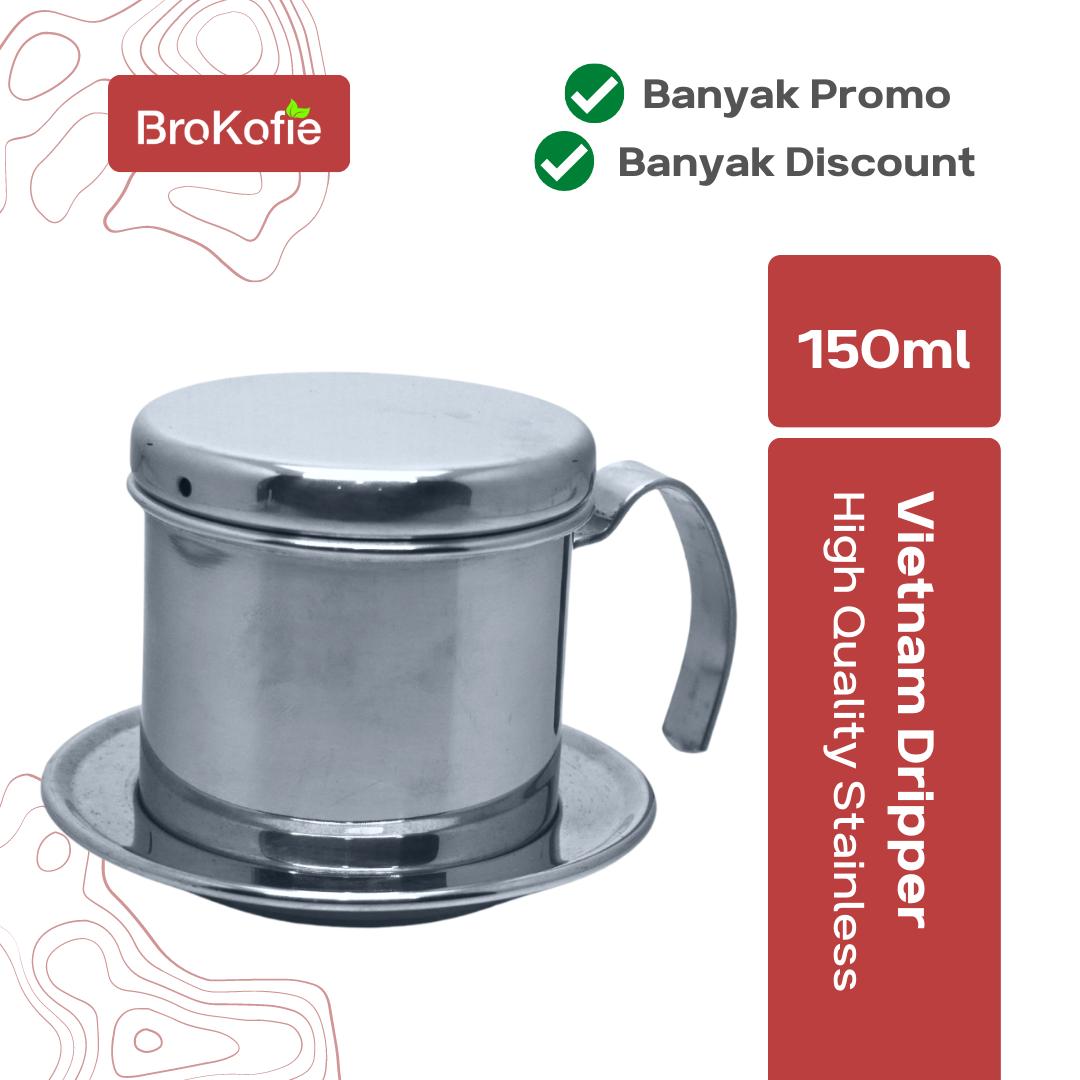 BroKofie
Banyak Promo
Banyak Discount
150ml
Vietnam Dripper
High Quality Stainless